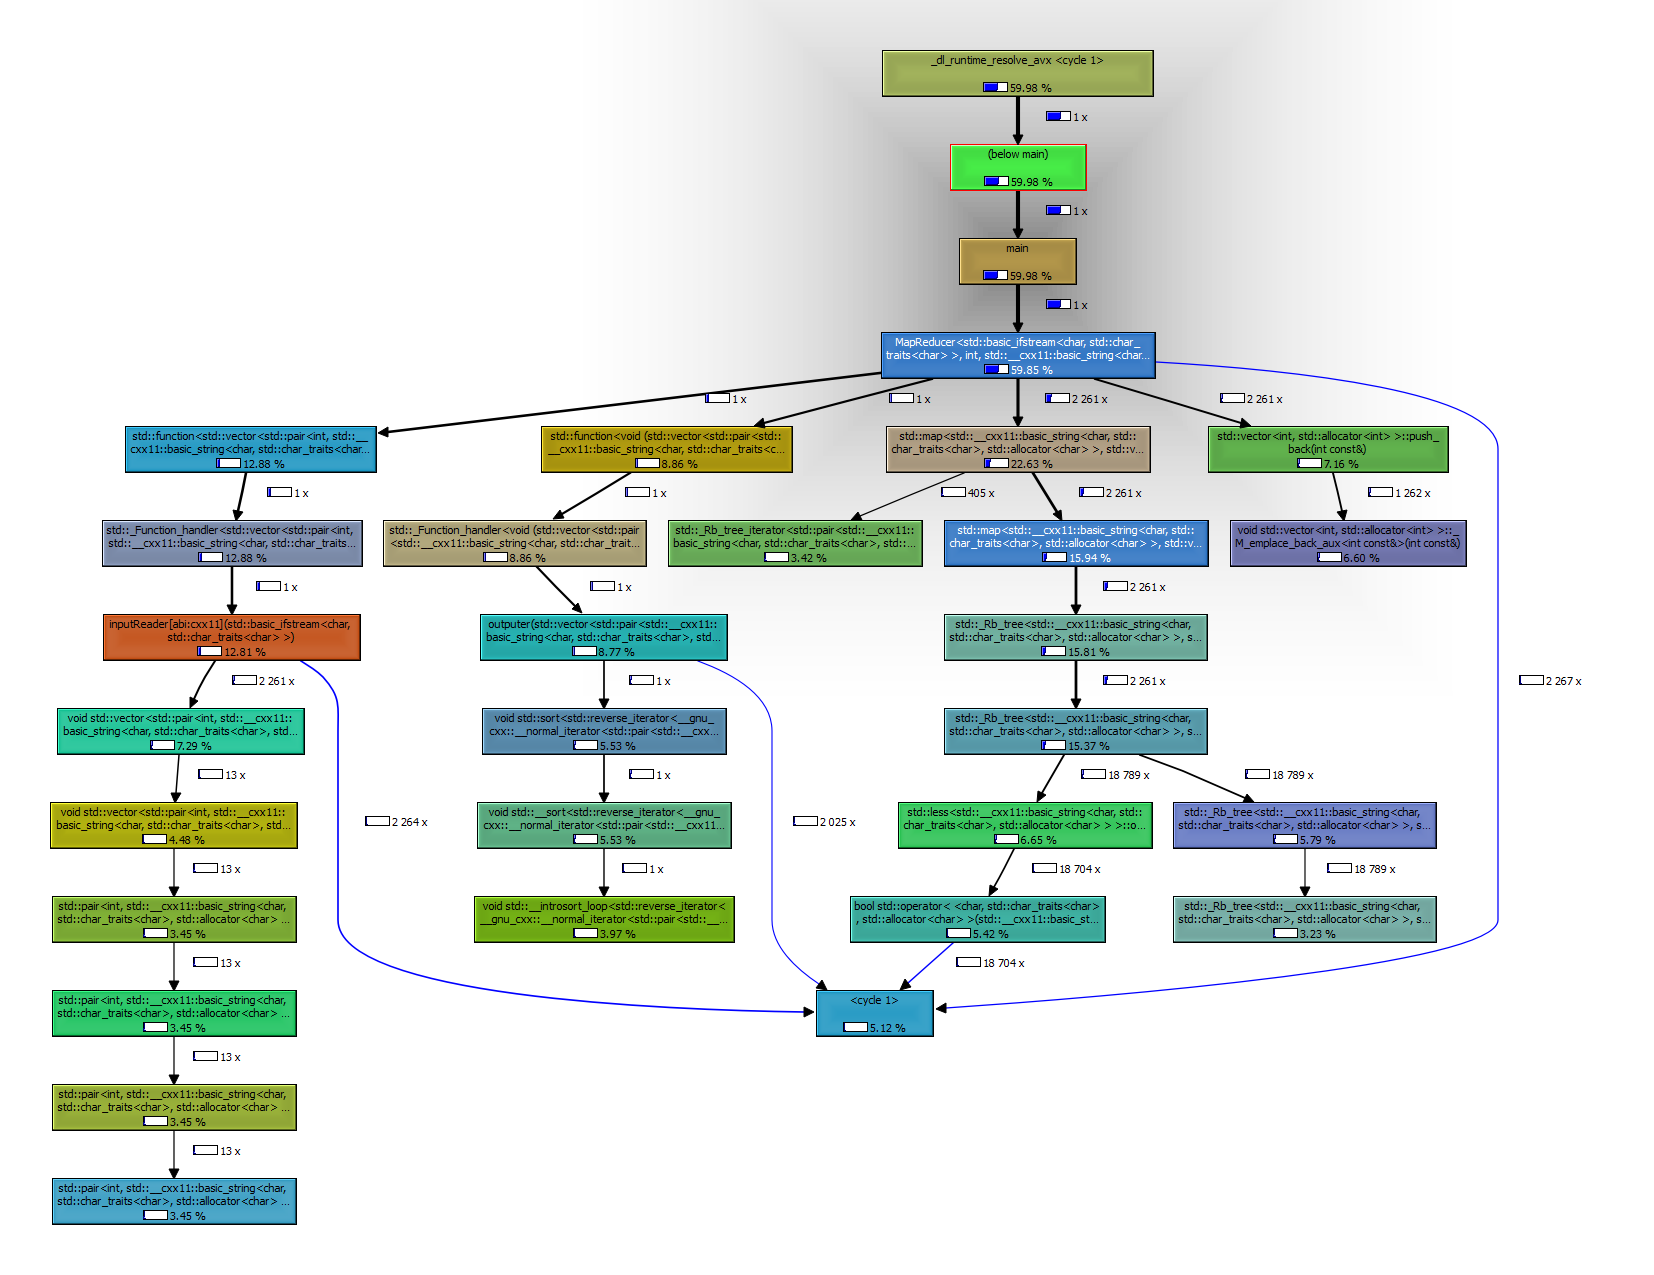 _dl_runtime_resolve_avx <cycle 1>
59.98 %
1 x
(below main)
59.98 %
1 x
main
59.98 %
1 x
MapReducer<std::basic_ifstream<char, std::char_
traits<char> >, int, std::__cxx11::basic_string<char...
59.85 %
1 x
1 x
2 261 x
2 261 x
std::function<std::vector<std::pair<int, std::__
cxx11::basic_string<char, std::char_traits<char...
12.88 %
std::function<void (std::vector<std::pair<std::
__cxx11::basic_string<char, std::char_traits<c...
8.86 %
std::map<std::__cxx11::basic_string<char, std::
char_traits<char>, std::allocator<char> >, std::v...
22.63 %
std::vector<int, std::allocator<int> >::push_
back(int const&)
7.16 %
1 x
1 x
405 x
2 261 x
1 262 x
std::_Function_handler<std::vector<std::pair<int,
std::__cxx11::basic_string<char, std::char_traits...
12.88 %
std::_Function_handler<void (std::vector<std::pair
<std::__cxx11::basic_string<char, std::char_trait...
8.86 %
std::_Rb_tree_iterator<std::pair<std::__cxx11::
basic_string<char, std::char_traits<char>, std::...
3.42 %
std::map<std::__cxx11::basic_string<char, std::
char_traits<char>, std::allocator<char> >, std::v...
15.94 %
void std::vector<int, std::allocator<int> >::_
M_emplace_back_aux<int const&>(int const&)
6.60 %
1 x
1 x
2 261 x
inputReader[abi:cxx11](std::basic_ifstream<char,
std::char_traits<char> >)
12.81 %
outputer(std::vector<std::pair<std::__cxx11::
basic_string<char, std::char_traits<char>, std...
8.77 %
std::_Rb_tree<std::__cxx11::basic_string<char,
std::char_traits<char>, std::allocator<char> >, s...
15.81 %
2 261 x
1 x
2 261 x
2 267 x
void std::vector<std::pair<int, std::__cxx11::
basic_string<char, std::char_traits<char>, std...
7.29 %
void std::sort<std::reverse_iterator<__gnu_
cxx::__normal_iterator<std::pair<std::__cxx...
5.53 %
std::_Rb_tree<std::__cxx11::basic_string<char,
std::char_traits<char>, std::allocator<char> >, s...
15.37 %
13 x
1 x
18 789 x
18 789 x
void std::vector<std::pair<int, std::__cxx11::
basic_string<char, std::char_traits<char>, std...
4.48 %
2 264 x
void std::__sort<std::reverse_iterator<__gnu_
cxx::__normal_iterator<std::pair<std::__cxx11...
5.53 %
2 025 x
std::less<std::__cxx11::basic_string<char, std::
char_traits<char>, std::allocator<char> > >::o...
6.65 %
std::_Rb_tree<std::__cxx11::basic_string<char,
std::char_traits<char>, std::allocator<char> >, s...
5.79 %
13 x
1 x
18 704 x
18 789 x
std::pair<int, std::__cxx11::basic_string<char,
std::char_traits<char>, std::allocator<char> ...
3.45 %
void std::__introsort_loop<std::reverse_iterator<
__gnu_cxx::__normal_iterator<std::pair<std::__...
3.97 %
bool std::operator< <char, std::char_traits<char>
, std::allocator<char> >(std::__cxx11::basic_st...
5.42 %
std::_Rb_tree<std::__cxx11::basic_string<char,
std::char_traits<char>, std::allocator<char> >, s...
3.23 %
13 x
18 704 x
std::pair<int, std::__cxx11::basic_string<char,
std::char_traits<char>, std::allocator<char> ...
3.45 %
<cycle 1>
5.12 %
13 x
std::pair<int, std::__cxx11::basic_string<char,
std::char_traits<char>, std::allocator<char> ...
3.45 %
13 x
std::pair<int, std::__cxx11::basic_string<char,
std::char_traits<char>, std::allocator<char> ...
3.45 %